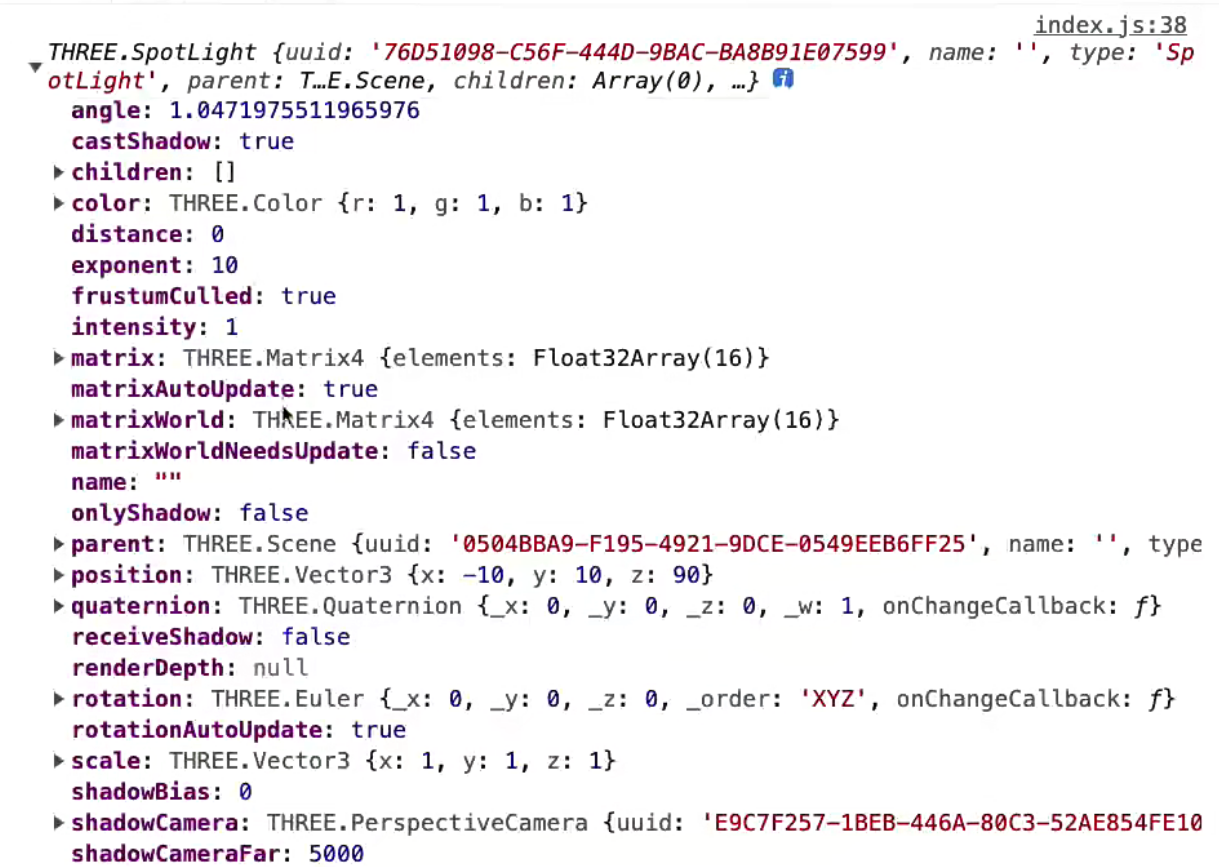 index.js:38
THREE.SpotLight {uuid: '76D51098-C56F-444D-9BAC-BA8B91E07599', name: '', type: 'Sp
otLight', parent: T…E.Scene, children: Array(0), …} i
angle: 1.0471975511965976
castShadow: true
children: []
color: THREE.Color {r: 1, g: 1, b: 1}
distance: 0
exponent: 10
frustumCulled: true
intensity: 1
matrix: THREE.Matrix4 {elements: Float32Array(16)}
matrixAutoUpdate: true
matrixWorld: THREE.Matrix4 {elements: Float32Array(16)}
matrixWorldNeedsUpdate: false
name: ""
onlyShadow: false
parent: THREE.Scene {uuid: '0504BBA9-F195-4921-9DCE-0549EEB6FF25', name: '', type
position: THREE.Vector3 {x: -10, y: 10, z: 90}
quaternion: THREE.Quaternion {_x: 0, _y: 0, _z: 0, _w: 1, onChangeCallback: ƒ}
receiveShadow: false
renderDepth: null
rotation: THREE.Euler {_x: 0, _y: 0, _z: 0, _order: 'XYZ', onChangeCallback: ƒ}
rotationAutoUpdate: true
scale: THREE.Vector3 {x: 1, y: 1, z: 1}
shadowBias: 0
shadowCamera: THREE.PerspectiveCamera {uuid: 'E9C7F257-1BEB-446A-80C3-52AE854FE10
shadowCameraFar: 5000